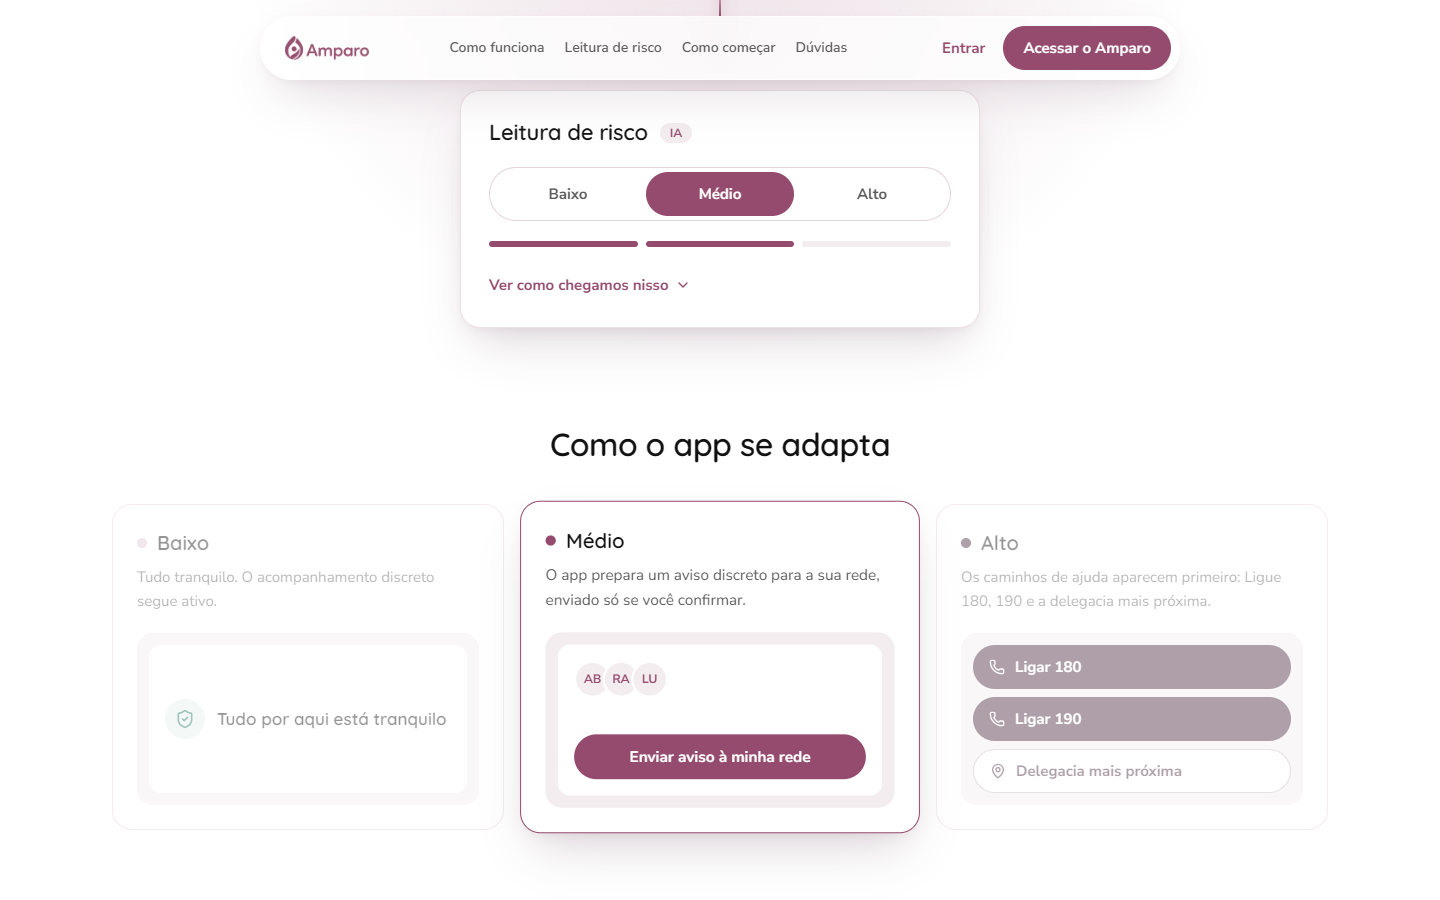 Amparo
Como funciona
Leitura de risco
Como começar
Dúvidas
Entrar
Acessar o Amparo
Leitura de risco
IA
Baixo
Médio
Alto
Ver como chegamos nisso
Como o app se adapta
Baixo
Tudo tranquilo. O acompanhamento discreto
segue ativo.
Tudo por aqui está tranquilo
Médio
O app prepara um aviso discreto para a sua rede,
enviado só se você confirmar.
AB
RA
LU
Enviar aviso à minha rede
Alto
Os caminhos de ajuda aparecem primeiro: Ligue
180, 190 e a delegacia mais próxima.
Ligar 180
Ligar 190
Delegacia mais próxima